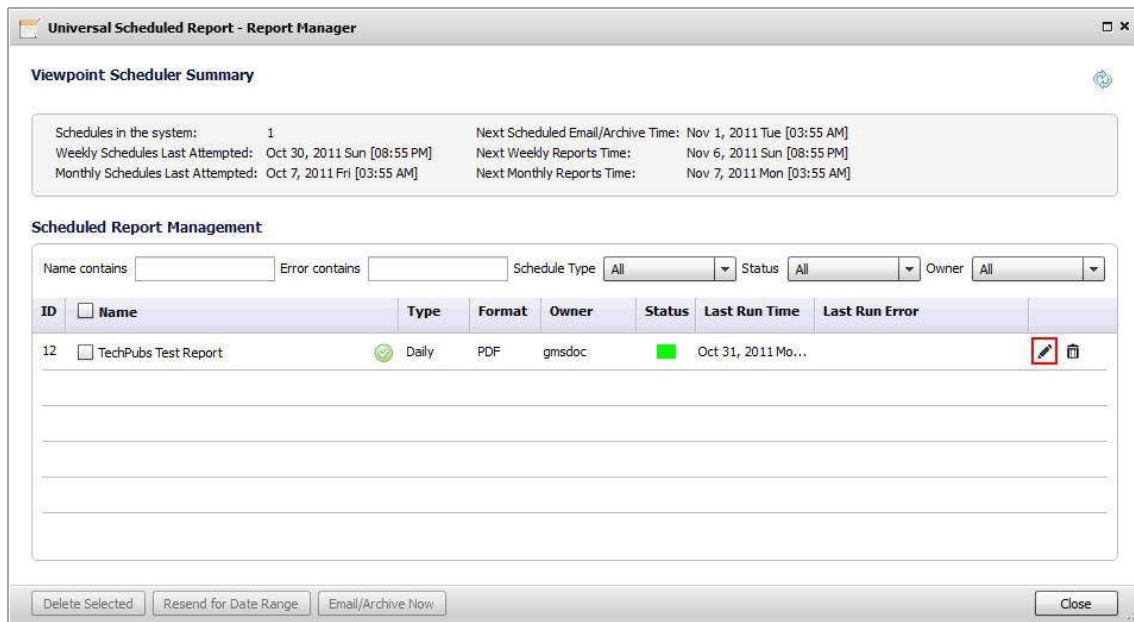 Universal Scheduled Report - Report Manager
Viewpoint Scheduler Summary
Schedules in the system: 1 Next Scheduled Email/Archive Time: Nov 1, 2011 Tue [03:55 AM]
Weekly Schedules Last Attempted: Oct 30, 2011 Sun [08:55 PM] Next Weekly Reports Time: Nov 6, 2011 Sun [08:55 PM]
Monthly Schedules Last Attempted: Oct 7, 2011 Fri [03:55 AM] Next Monthly Reports Time: Nov 7, 2011 Mon [03:55 AM]
Scheduled Report Management
Name contains Error contains Schedule Type All Status All Owner All
ID Name Type Format Owner Status Last Run Time Last Run Error
12 TechPubs Test Report Daily PDF gmsdoc Oct 31, 2011 Mo...
Delete Selected Resend for Date Range Email/Archive Now Close